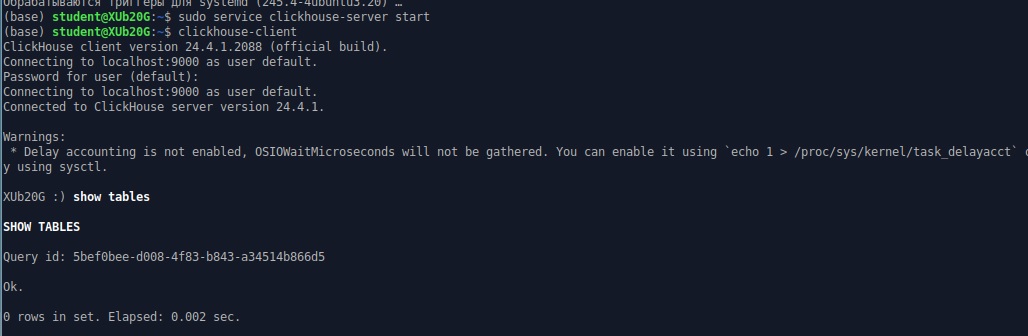 Обрабатываются триггеры для systemd (245.4-4ubuntu3.20) …
(base) student@XUb20G:~$ sudo service clickhouse-server start
(base) student@XUb20G:~$ clickhouse-client
ClickHouse client version 24.4.1.2088 (official build).
Connecting to localhost:9000 as user default.
Password for user (default):
Connecting to localhost:9000 as user default.
Connected to ClickHouse server version 24.4.1.
Warnings:
 * Delay accounting is not enabled, OSIOWaitMicroseconds will not be gathered. You can enable it using `echo 1 > /proc/sys/kernel/task_delayacct`
y using sysctl.
XUb20G :) show tables
SHOW TABLES
Query id: 5bef0bee-d008-4f83-b843-a34514b866d5
Ok.
0 rows in set. Elapsed: 0.002 sec.